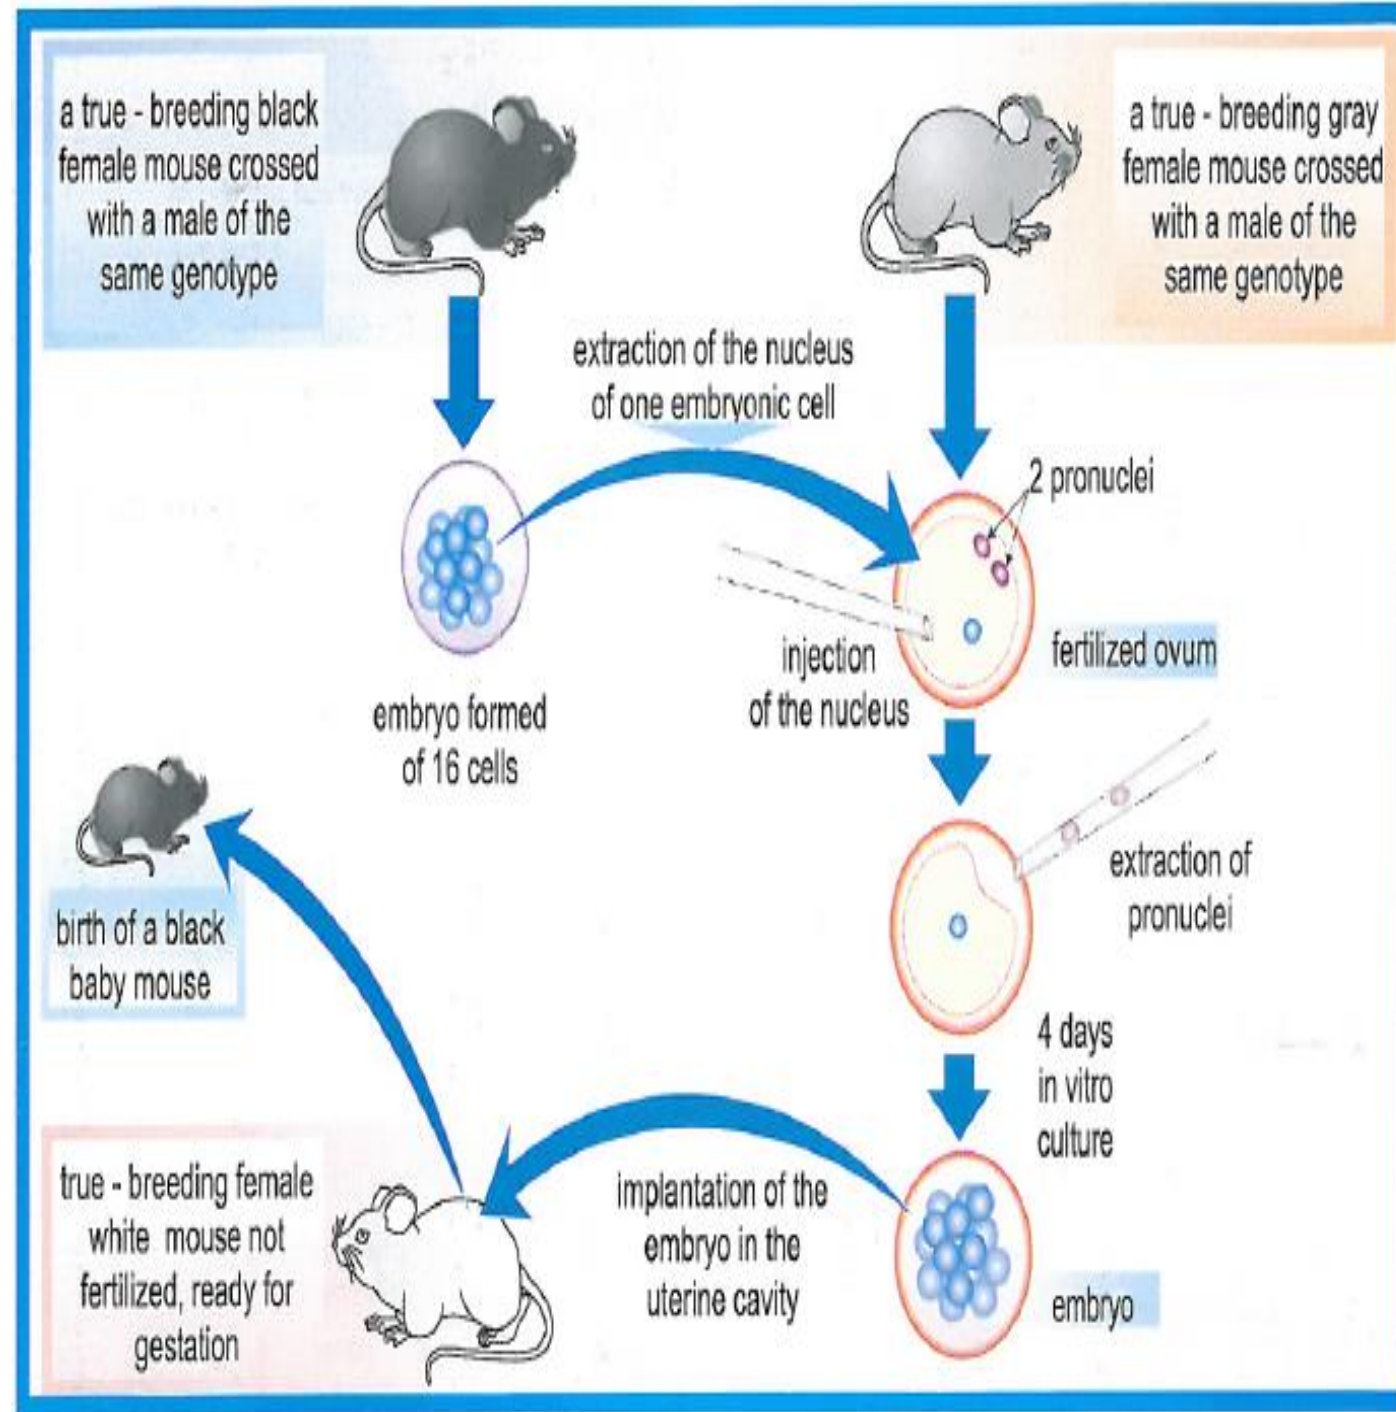 a true - breeding black
female mouse crossed
with a male of the
same genotype
a true - breeding gray
female mouse crossed
with a male of the
same genotype
extraction of the nucleus
of one embryonic cell
2 pronuclei
injection
of the nucleus
fertilized ovum
embryo formed
of 16 cells
extraction of
pronuclei
birth of a black
baby mouse
4 days
in vitro
culture
true - breeding female
white mouse not
fertilized, ready for
gestation
implantation of the
embryo in the
uterine cavity
embryo